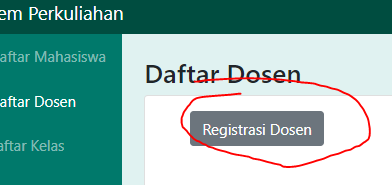 em Perkuliahan
aftar Mahasiswa
Daftar Dosen
aftar Dosen
Registrasi Dosen
aftar Kelas